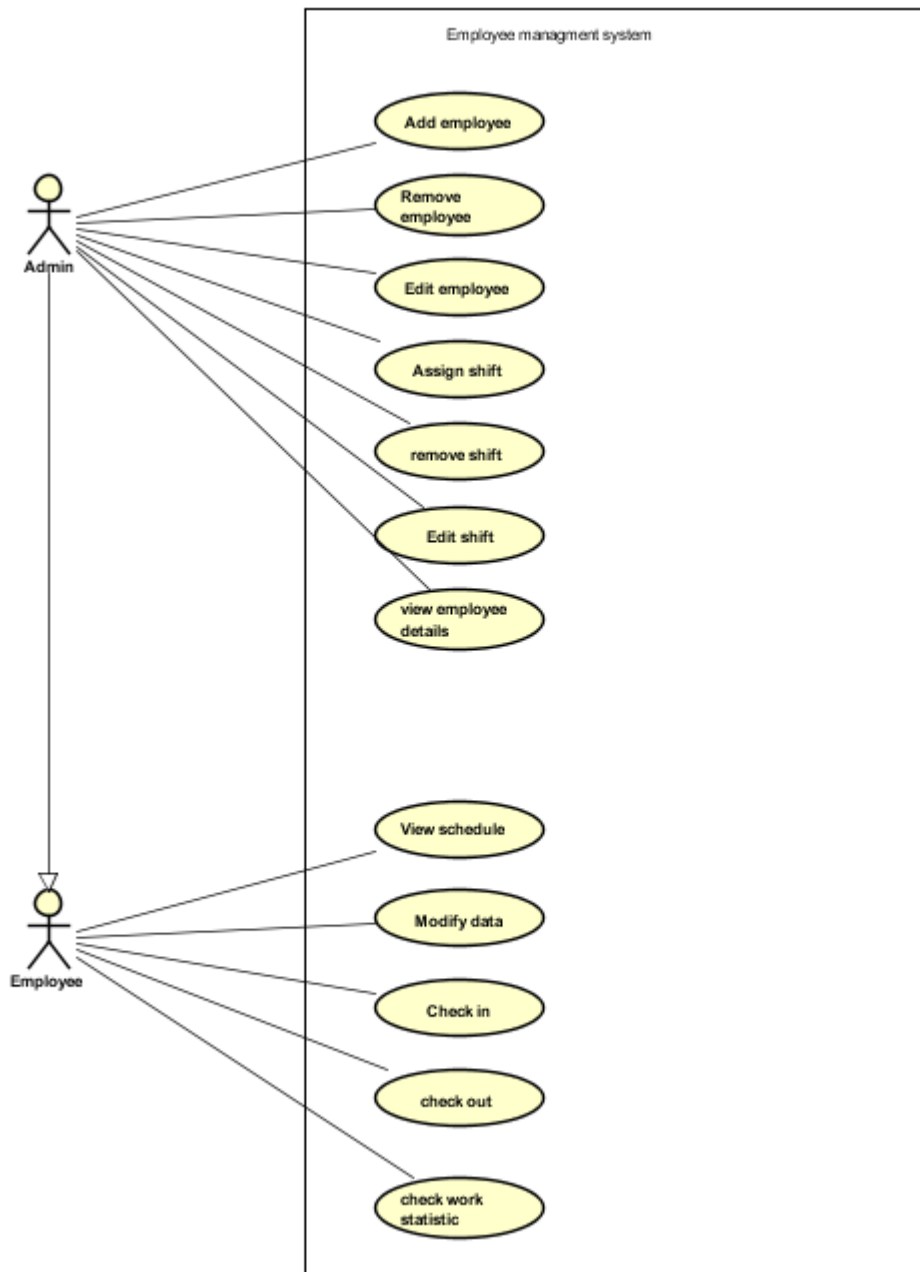 Employee managment system
Add employee
Remove
employee
Admin
Edit employee
Assign shift
remove shift
Edit shift
view employee
details
View schedule
Modify data
Employee
Check in
check out
check work
statistic